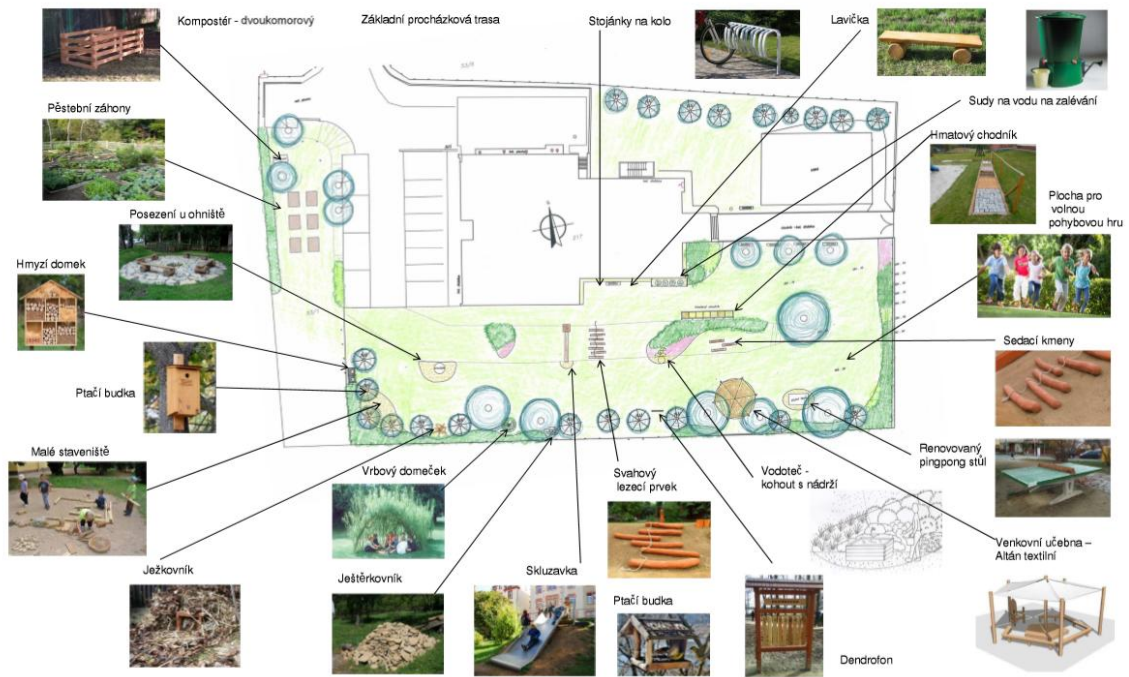 Kompostér - dvoukomorový
Základní procházková trasa
Stojánky na kolo
Lavička
Sudy na vodu na zalévání
Pěstební záhony
Hmatový chodník
Posezení u ohniště
Plocha pro
volnou
pohybovou hru
Hmyzí domek
Sedací kmeny
Ptačí budka
Malé staveniště
Vrbový domeček
Svahový
lezecí prvek
Vodoteč -
kohout s nádrží
Renovovaný
pingpong stůl
Venkovní učebna –
Altán textilní
Ježkovník
Ještěrkovník
Skluzavka
Ptačí budka
Dendrofon